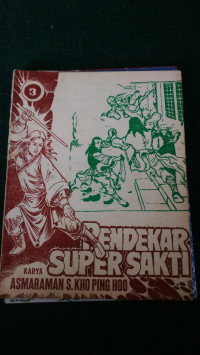 3
PENDEKAR
SUPER SAKTI
KARYA
ASMARAMAN S. KHO PING HOO